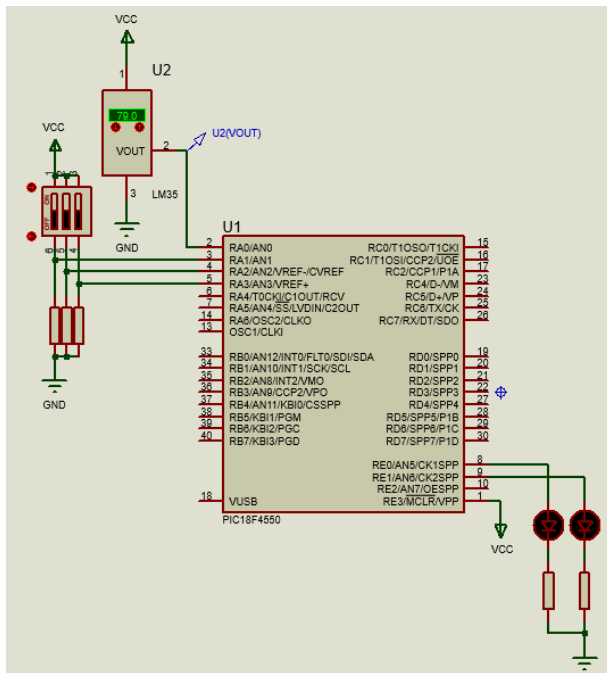 VCC
1
U2
79.0
VOUT
2
U2(VOUT)
3
LM35
GND
VCC
1 2 3
ON
OFF
6 5 4
GND
U1
2 RA0/AN0
3 RA1/AN1
4 RA2/AN2/VREF-/CVREF
5 RA3/AN3/VREF+
6 RA4/T0CKI/C1OUT/RCV
7 RA5/AN4/SS/LVDIN/C2OUT
14 RA6/OSC2/CLKO
13 OSC1/CLKI
33 RB0/AN12/INT0/FLT0/SDI/SDA
34 RB1/AN10/INT1/SCK/SCL
35 RB2/AN8/INT2/VMO
36 RB3/AN9/CCP2/VPO
37 RB4/AN11/KBI0/CSSPP
38 RB5/KBI1/PGM
39 RB6/KBI2/PGC
40 RB7/KBI3/PGD
18 VUSB
RC0/T1OSO/T1CKI 15
RC1/T1OSI/CCP2/UOE 16
RC2/CCP1/P1A 17
RC4/D-/VM 23
RC5/D+/VP 24
RC6/TX/CK 25
RC7/RX/DT/SDO 26
RD0/SPP0 19
RD1/SPP1 20
RD2/SPP2 21
RD3/SPP3 22
RD4/SPP4 27
RD5/SPP5/P1B 28
RD6/SPP6/P1C 29
RD7/SPP7/P1D 30
RE0/AN5/CK1SPP 8
RE1/AN6/CK2SPP 9
RE2/AN7/OESPP 10
RE3/MCLR/VPP 1
PIC18F4550
VCC